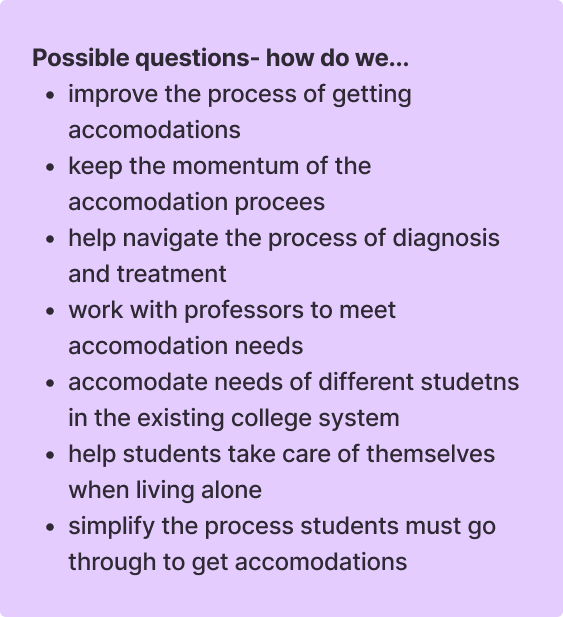 Possible questions- how do we...
• improve the process of getting
accomodations
• keep the momentum of the
accomodation procees
• help navigate the process of diagnosis
and treatment
• work with professors to meet
accomodation needs
• accomodate needs of different studetns
in the existing college system
• help students take care of themselves
when living alone
• simplify the process students must go
through to get accomodations